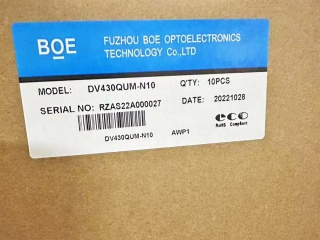 BOE
FUZHOU BOE OPTOELECTRONICS
TECHNOLOGY Co.,LTD
MODEL: DV430QUM-N10 Q'TY: 10PCS
SERIAL NO: RZAS22A000027 DATE: 20221028
DV430QUM-N10 AWP1
eco
RoHS Compliant